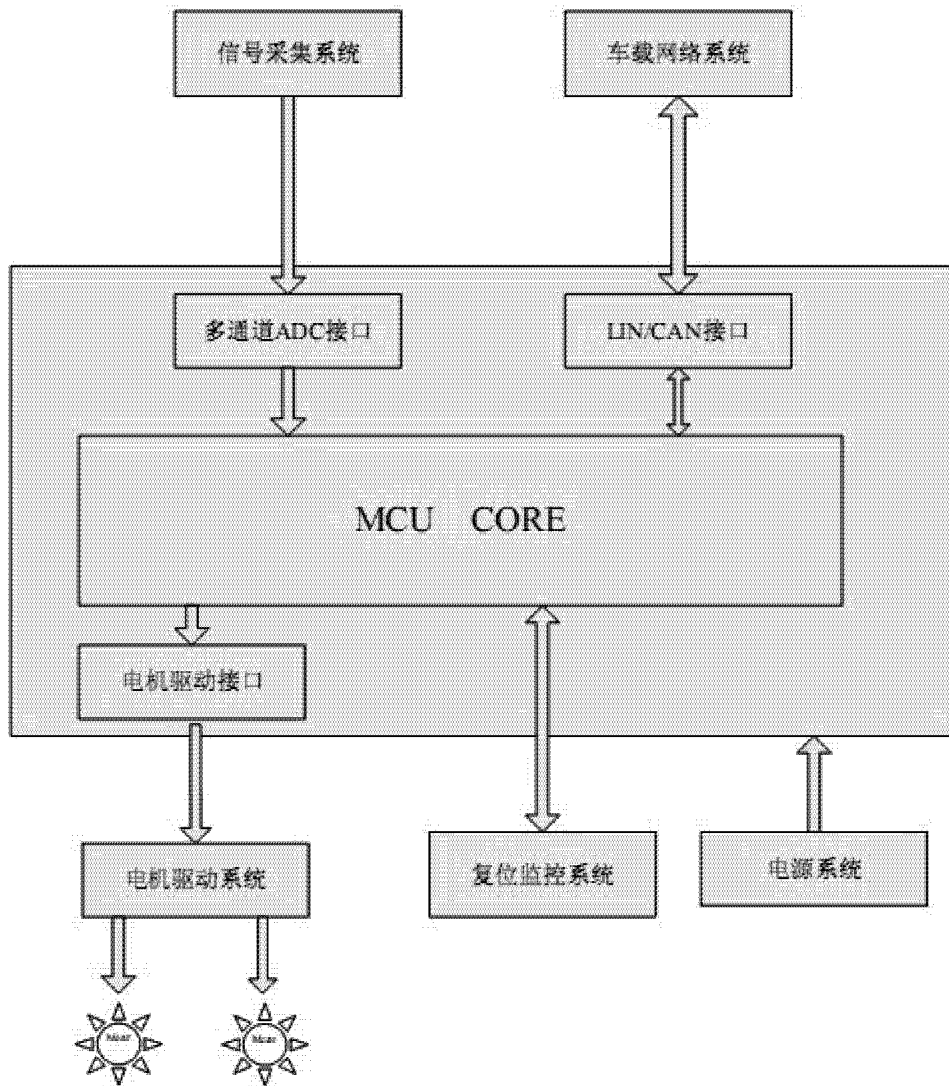 信号采集系统
车载网络系统
多通道ADC接口
LIN/CAN接口
MCU CORE
电机驱动接口
电机驱动系统
复位监控系统
电源系统